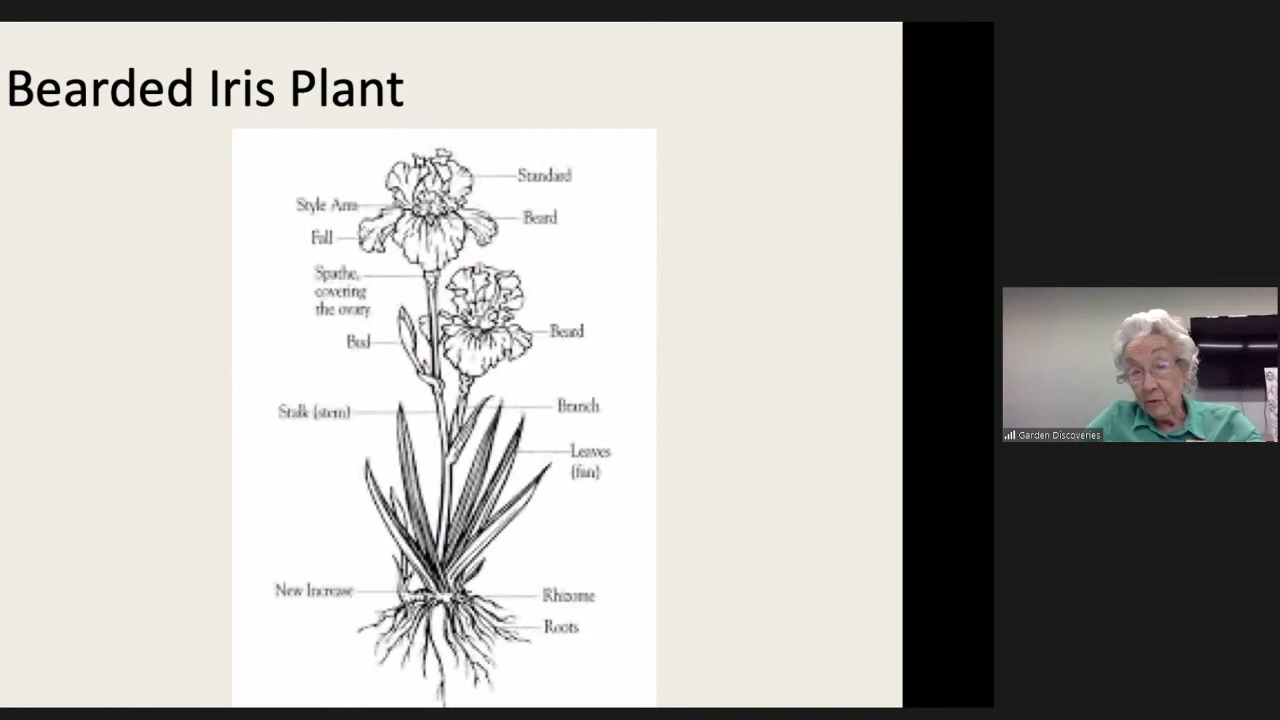 Bearded Iris Plant
Standard
Style Arm
Beard
Fall
Spathe,
covering
the ovary
Bud
Beard
Stalk (stem)
Branch
Leaves
(fan)
New Increase
Rhizome
Roots
Garden Discoveries